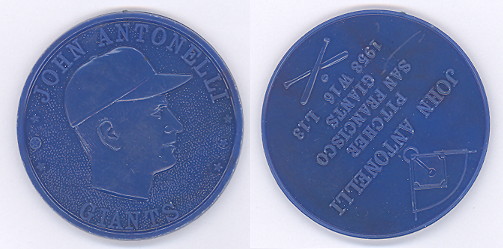 JOHN ANTONELLI
GIANTS
JOHN ANTONELLI
PITCHER
SAN FRANCISCO
GIANTS
1958 W16 L13